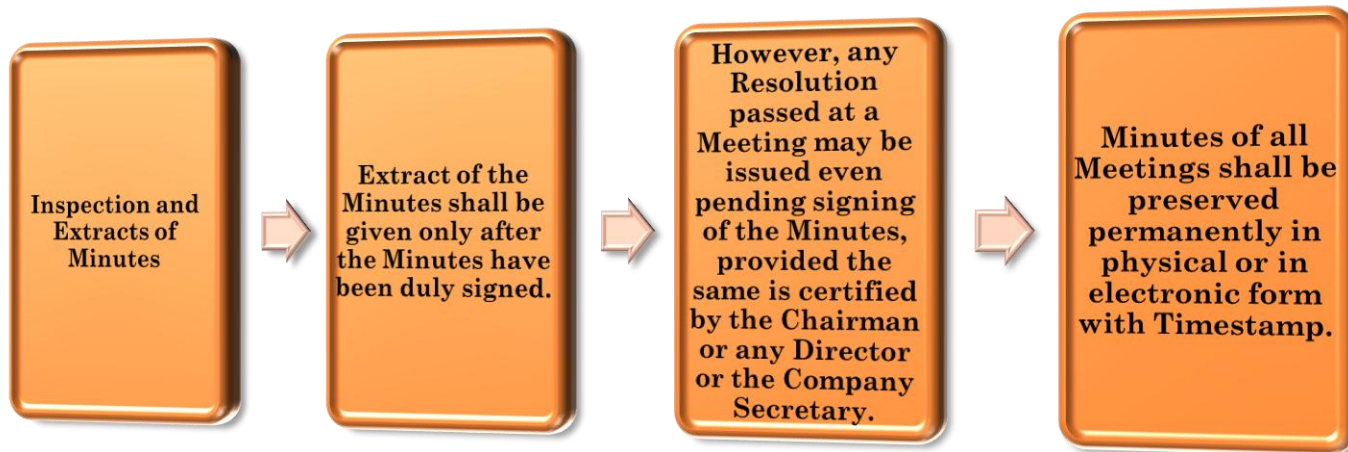 Inspection and
Extracts of
Minutes
Extract of the
Minutes shall be
given only after
the Minutes have
been duly signed.
However, any
Resolution
passed at a
Meeting may be
issued even
pending signing
of the Minutes,
provided the
same is certified
by the Chairman
or any Director
or the Company
Secretary.
Minutes of all
Meetings shall be
preserved
permanently in
physical or in
electronic form
with Timestamp.